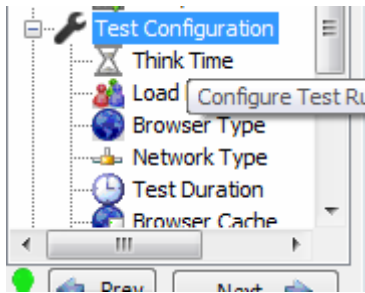 Test Configuration
Think Time
Load
Configure Test Ru
Browser Type
Network Type
Test Duration
Browser Cache
Prev
Next